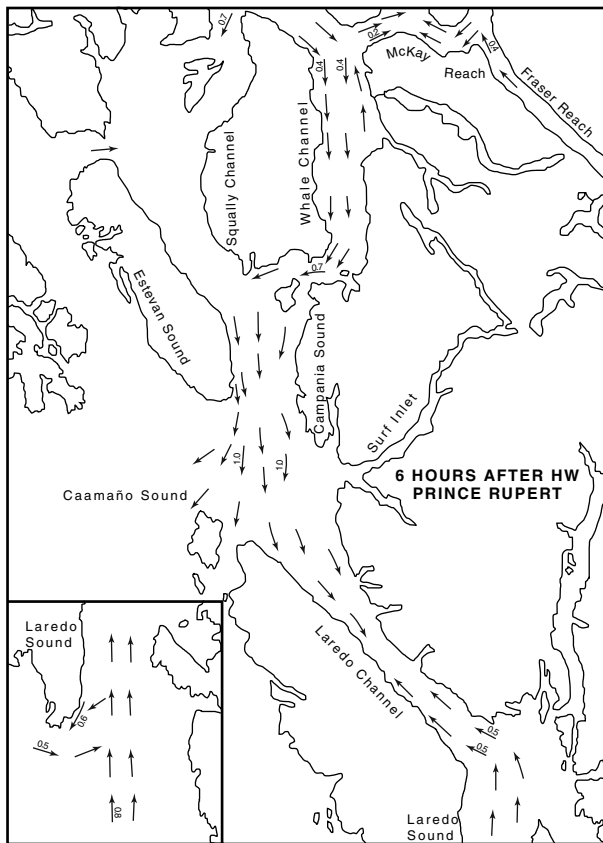 0.7
0.2
0.4
McKay
Reach
Fraser Reach
0.4
0.4
Squally Channel
Whale Channel
0.7
Estevan Sound
Campania Sound
Surf Inlet
1.0
1.0
6 HOURS AFTER HW
PRINCE RUPERT
Caamaño Sound
Laredo
Sound
Laredo Channel
0.6
0.5
0.8
0.5
0.5
Laredo
Sound